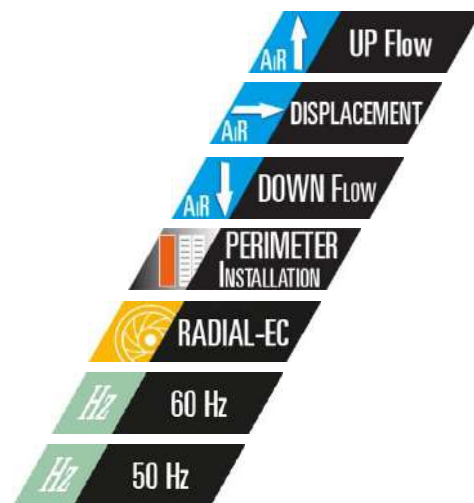 AIR UP FLOW
AIR DISPLACEMENT
AIR DOWN FLOW
PERIMETER
INSTALLATION
RADIAL-EC
Hz 60 Hz
Hz 50 Hz